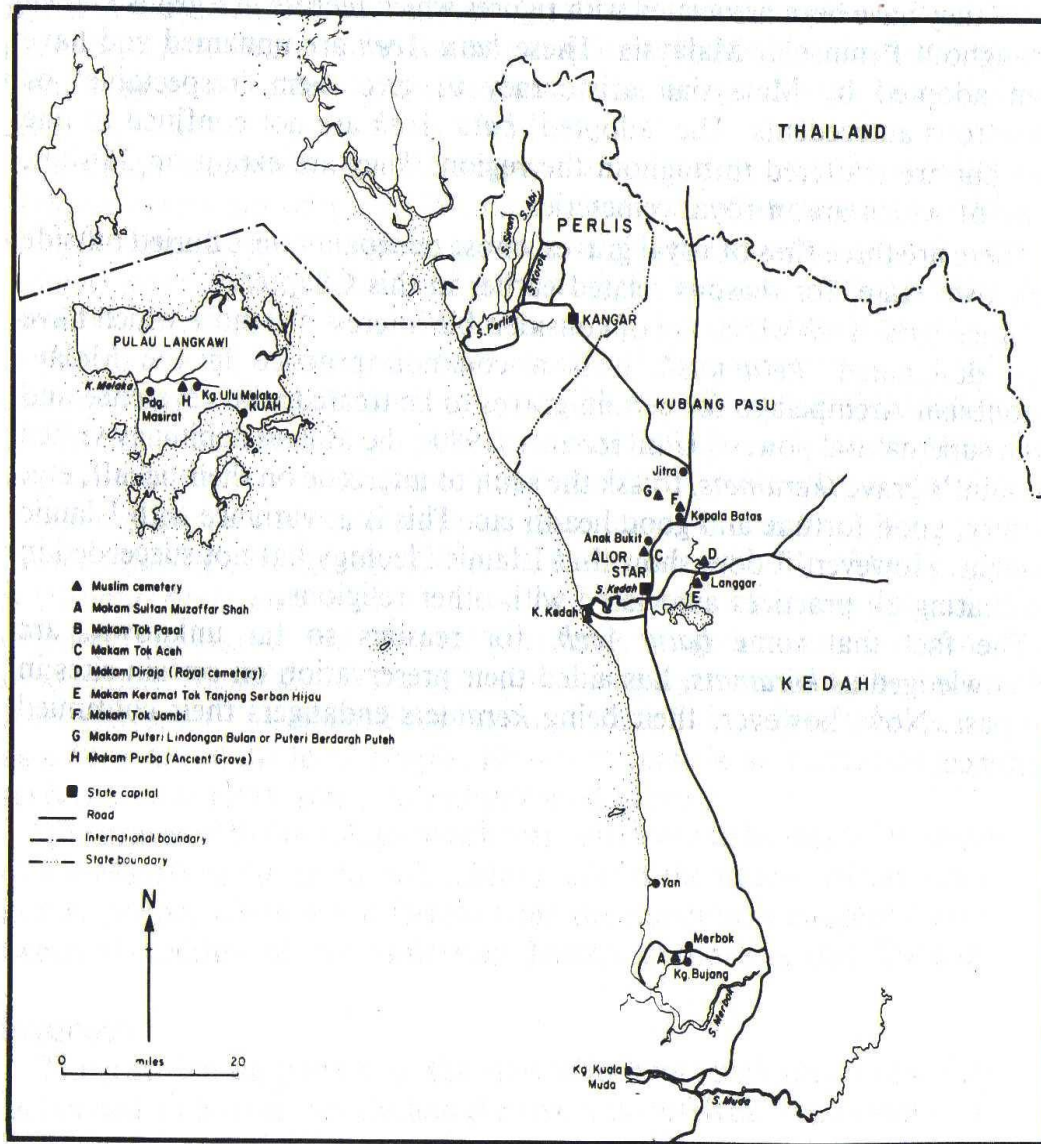 THAILAND
PERLIS
S. Siran
S. Abi
S. Korok
S. Perlis
KANGAR
PULAU LANGKAWI
K. Melaka
H
Kg. Ulu Melaka
Pdg.
Masirat
KUAH
KUBANG PASU
Jitra
G
F
Kepala Batas
Anak Bukit
ALOR
STAR
C
D
Langgar
E
S. Kedah
K. Kedah
KEDAH
Muslim cemetery
A Makam Sultan Muzaffar Shah
B Makam Tok Pasai
C Makam Tok Aceh
D Makam Diraja (Royal cemetery)
E Makam Keramat Tok Tanjong Serban Hijau
F Makam Tok Jambi
G Makam Puteri Lindongan Bulan or Puteri Berdarah Puteh
H Makam Purba (Ancient Grave)
State capital
Road
International boundary
State boundary
N
0 miles 20
Yan
Merbok
A
Kg. Bujang
S. Merbok
Kg Kuala
Muda
S. Muda